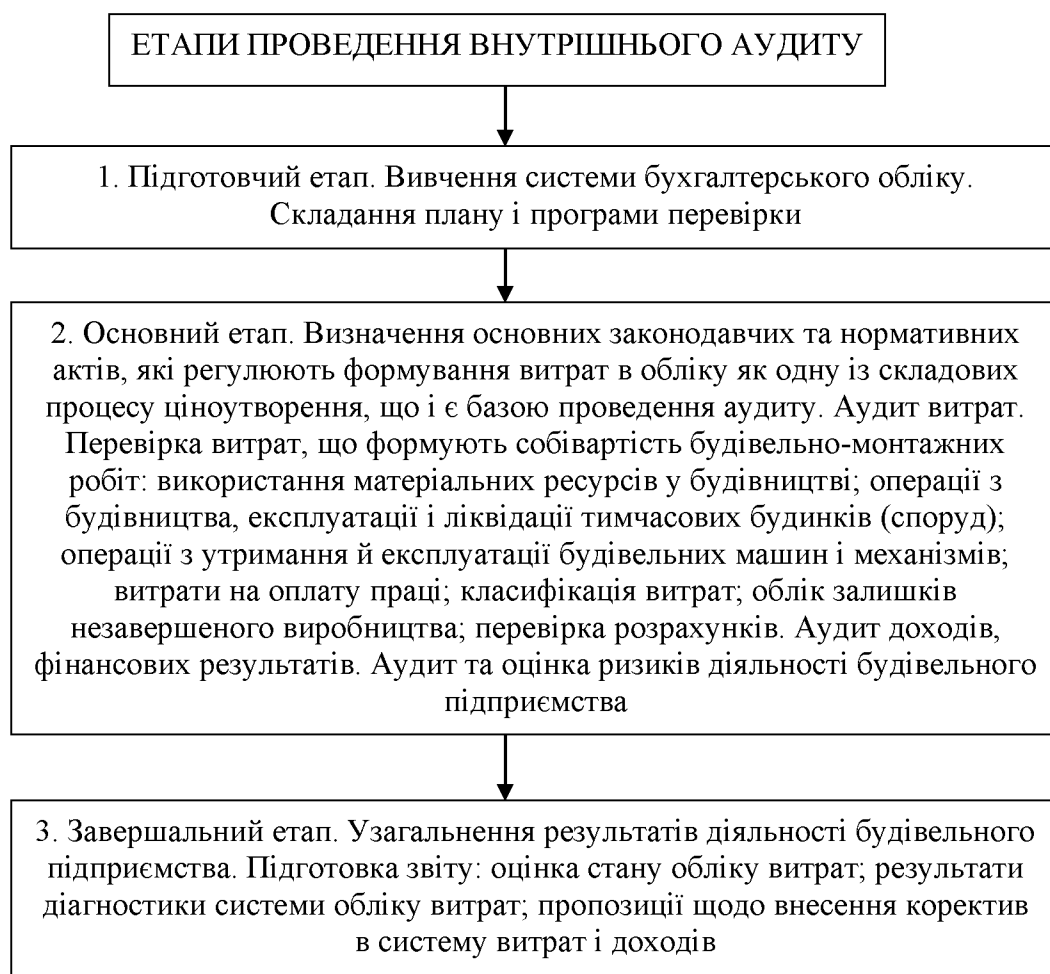 ЕТАПИ ПРОВЕДЕННЯ ВНУТРІШНЬОГО АУДИТУ
1. Підготовчий етап. Вивчення системи бухгалтерського обліку.
Складання плану і програми перевірки
2. Основний етап. Визначення основних законодавчих та нормативних
актів, які регулюють формування витрат в обліку як одну із складових
процесу ціноутворення, що і є базою проведення аудиту. Аудит витрат.
Перевірка витрат, що формують собівартість будівельно-монтажних
робіт: використання матеріальних ресурсів у будівництві; операції з
будівництва, експлуатації і ліквідації тимчасових будинків (споруд);
операції з утримання й експлуатації будівельних машин і механізмів;
витрати на оплату праці; класифікація витрат; облік залишків
незавершеного виробництва; перевірка розрахунків. Аудит доходів,
фінансових результатів. Аудит та оцінка ризиків діяльності будівельного
підприємства
3. Завершальний етап. Узагальнення результатів діяльності будівельного
підприємства. Підготовка звіту: оцінка стану обліку витрат; результати
діагностики системи обліку витрат; пропозиції щодо внесення коректив
в систему витрат і доходів